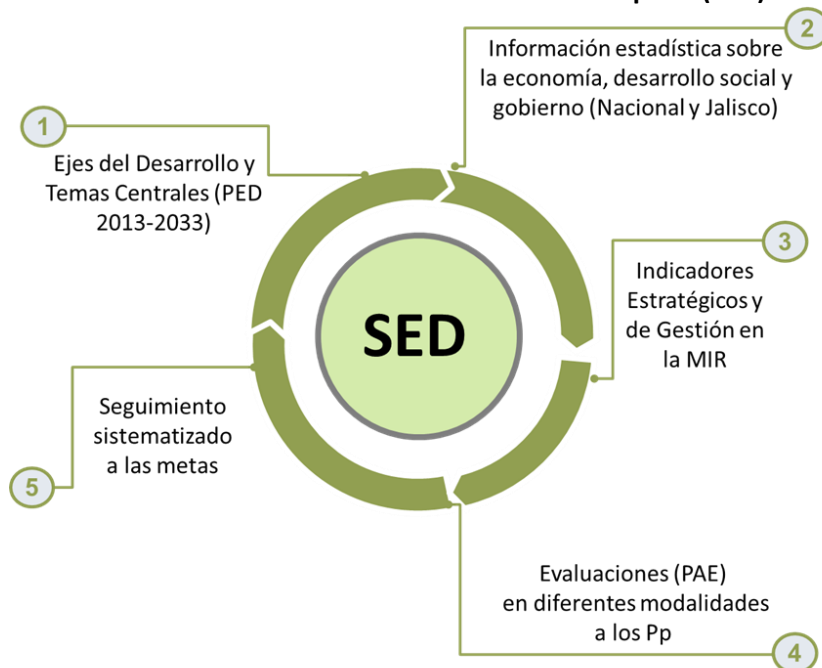 1
Ejes del Desarrollo y
Temas Centrales (PED
2013-2033)
2
Información estadística sobre
la economía, desarrollo social y
gobierno (Nacional y Jalisco)
3
Indicadores
Estratégicos y
de Gestión en
la MIR
SED
Seguimiento
sistematizado
a las metas
5
Evaluaciones (PAE)
en diferentes modalidades
a los Pp
4